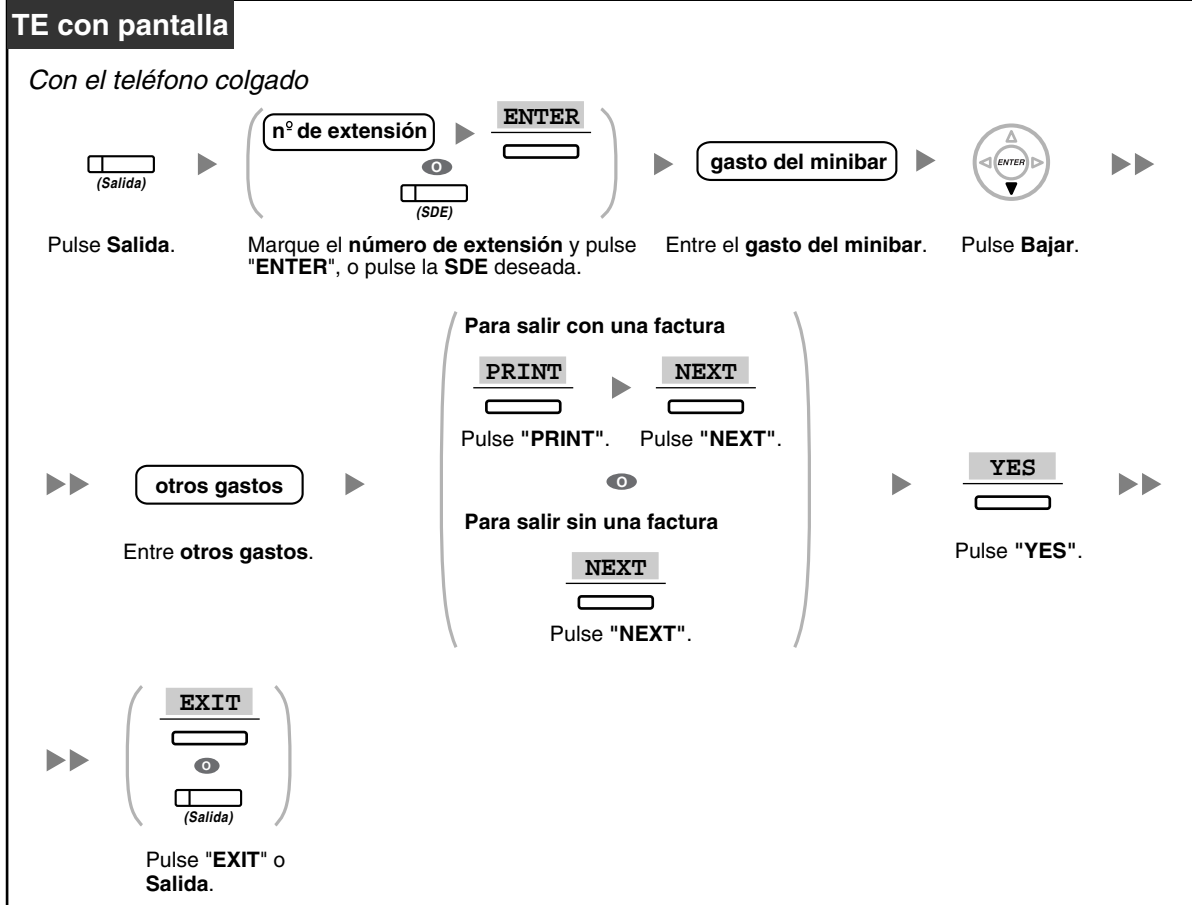 TE con pantalla
Con el teléfono colgado
(Salida)
nº de extensión
ENTER
o
(SDE)
gasto del minibar
ENTER
Pulse Salida.
Marque el número de extensión y pulse
"ENTER", o pulse la SDE deseada.
Entre el gasto del minibar.
Pulse Bajar.
otros gastos
Entre otros gastos.
Para salir con una factura
PRINT
NEXT
Pulse "PRINT".
Pulse "NEXT".
o
Para salir sin una factura
NEXT
Pulse "NEXT".
YES
Pulse "YES".
EXIT
o
(Salida)
Pulse "EXIT" o
Salida.